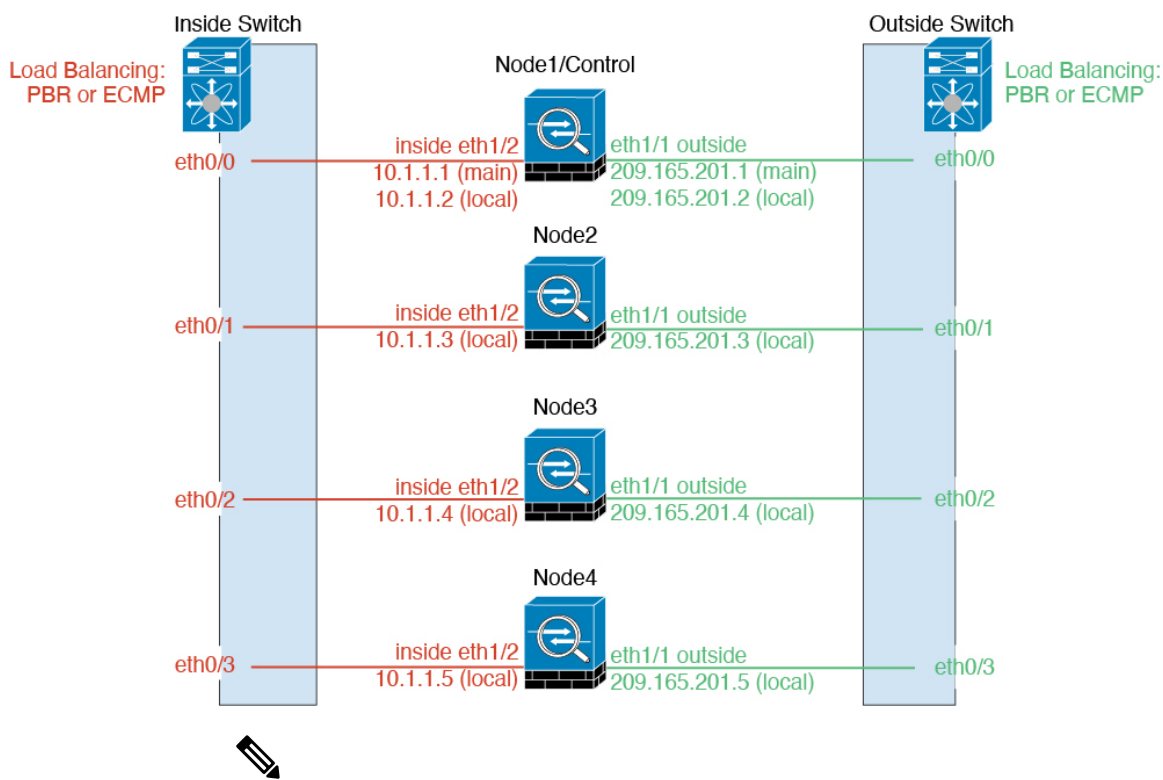 Inside Switch
Outside Switch
Load Balancing:
PBR or ECMP
Node1/Control
Load Balancing:
PBR or ECMP
eth0/0
inside eth1/2
10.1.1.1 (main)
10.1.1.2 (local)
eth1/1 outside
209.165.201.1 (main)
209.165.201.2 (local)
eth0/0
Node2
eth0/1
inside eth1/2
10.1.1.3 (local)
eth1/1 outside
209.165.201.3 (local)
eth0/1
Node3
eth0/2
inside eth1/2
10.1.1.4 (local)
eth1/1 outside
209.165.201.4 (local)
eth0/2
Node4
eth0/3
inside eth1/2
10.1.1.5 (local)
eth1/1 outside
209.165.201.5 (local)
eth0/3